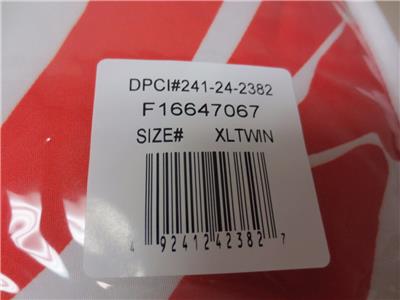 DPCI#241-24-2382
F16647067
SIZE# XLTWIN
4 92412 42382 7